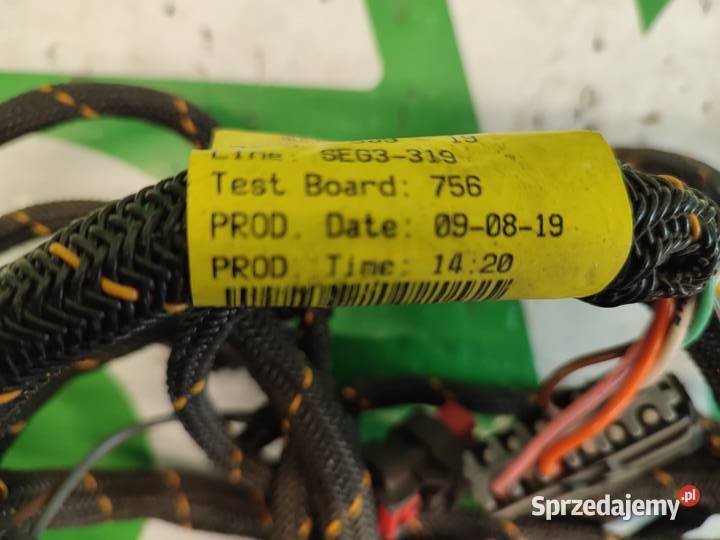 Line: SEG3-319
Test Board: 756
PROD. Date: 09-08-19
PROD. Time: 14:20
Sprzedajemy.pl